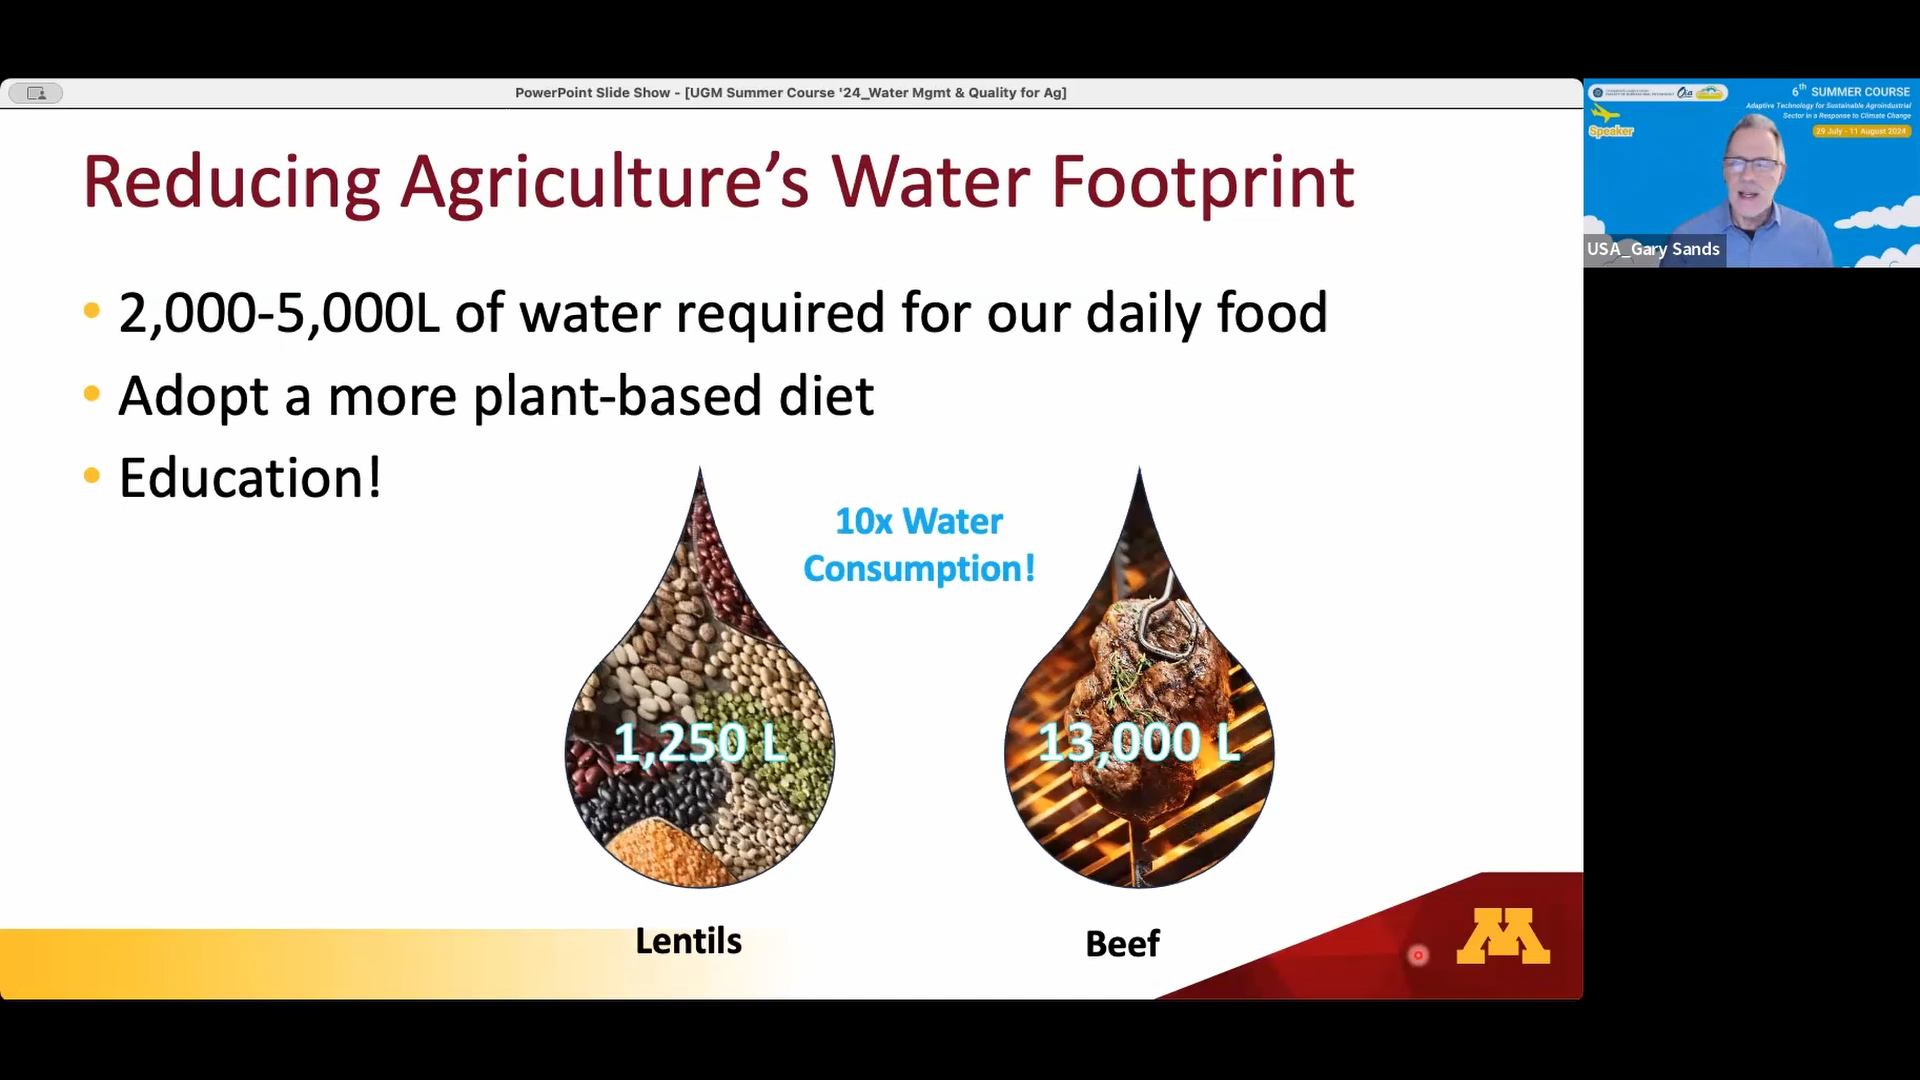 PowerPoint Slide Show - [UGM Summer Course '24_Water Mgmt & Quality for Ag]
Reducing Agriculture’s Water Footprint
• 2,000-5,000L of water required for our daily food
• Adopt a more plant-based diet
• Education!
10x Water
Consumption!
1,250 L
13,000 L
Lentils
Beef
M
6th SUMMER COURSE
Adaptive Technology for Sustainable Agroindustrial
Sector in a Response to Climate Change
29 July - 11 August 2024
Speaker
USA_Gary Sands